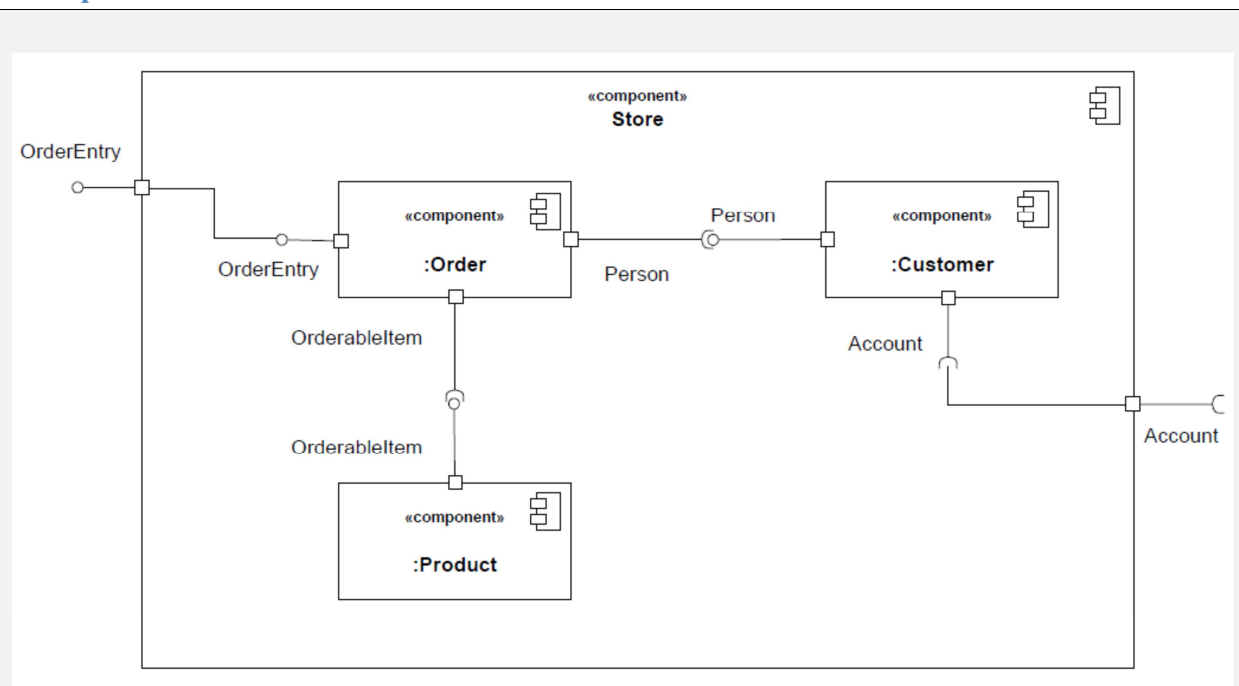 «component»
Store
OrderEntry
«component»
:Order
Person
«component»
:Customer
OrderEntry
Person
OrderableItem
Account
OrderableItem
Account
«component»
:Product